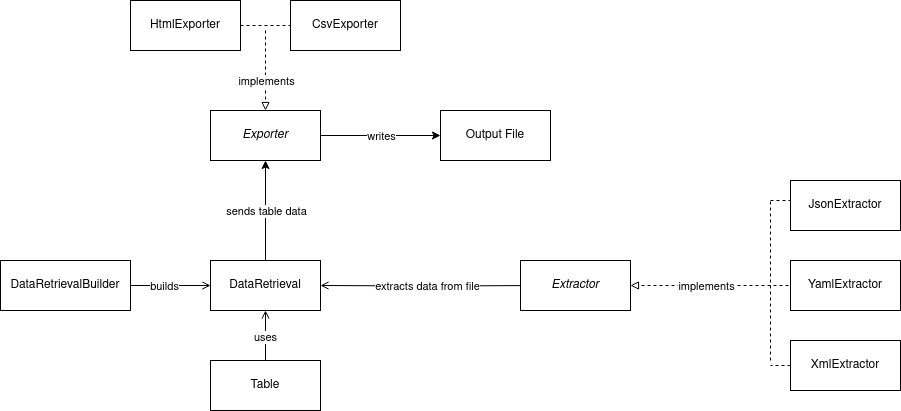 HtmlExporter
CsvExporter
implements
Exporter
writes
Output File
sends table data
JsonExtractor
DataRetrievalBuilder
builds
DataRetrieval
extracts data from file
Extractor
implements
YamlExtractor
uses
Table
XmlExtractor